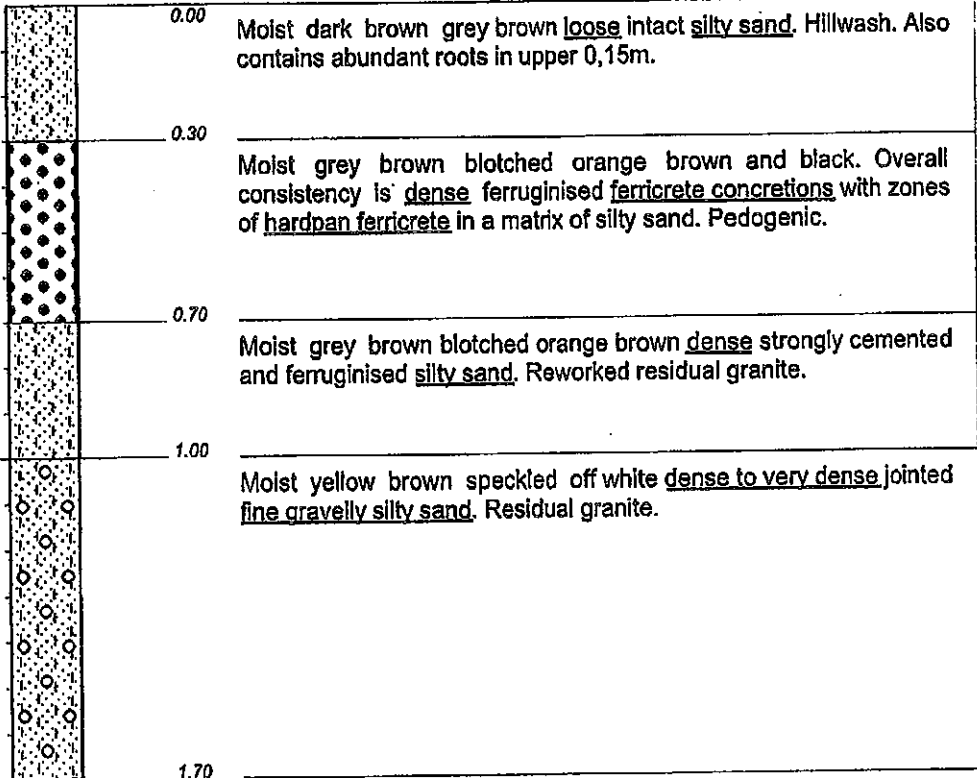 0.00
Moist dark brown grey brown loose intact silty sand. Hillwash. Also
contains abundant roots in upper 0,15m.
0.30
Moist grey brown blotched orange brown and black. Overall
consistency is dense ferruginised ferricrete concretions with zones
of hardpan ferricrete in a matrix of silty sand. Pedogenic.
0.70
Moist grey brown blotched orange brown dense strongly cemented
and ferruginised silty sand. Reworked residual granite.
1.00
Moist yellow brown speckled off white dense to very dense jointed
fine gravelly silty sand. Residual granite.
1.70